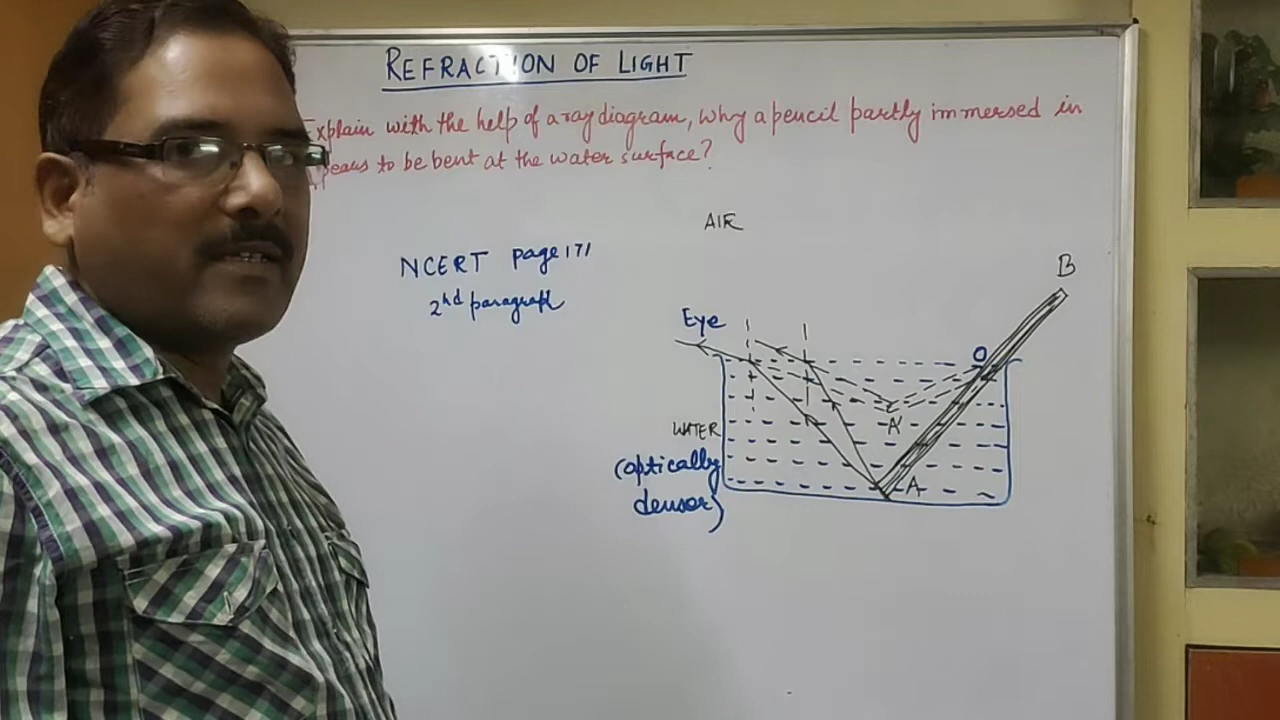 REFRACTION OF LIGHT
Explain with the help of a ray diagram, why a pencil partly immersed in
to be bent at the water surface?
AIR
NCERT page 171
2nd paragraph
B
Eye
O
A'
WATER
(optically
denser)
A